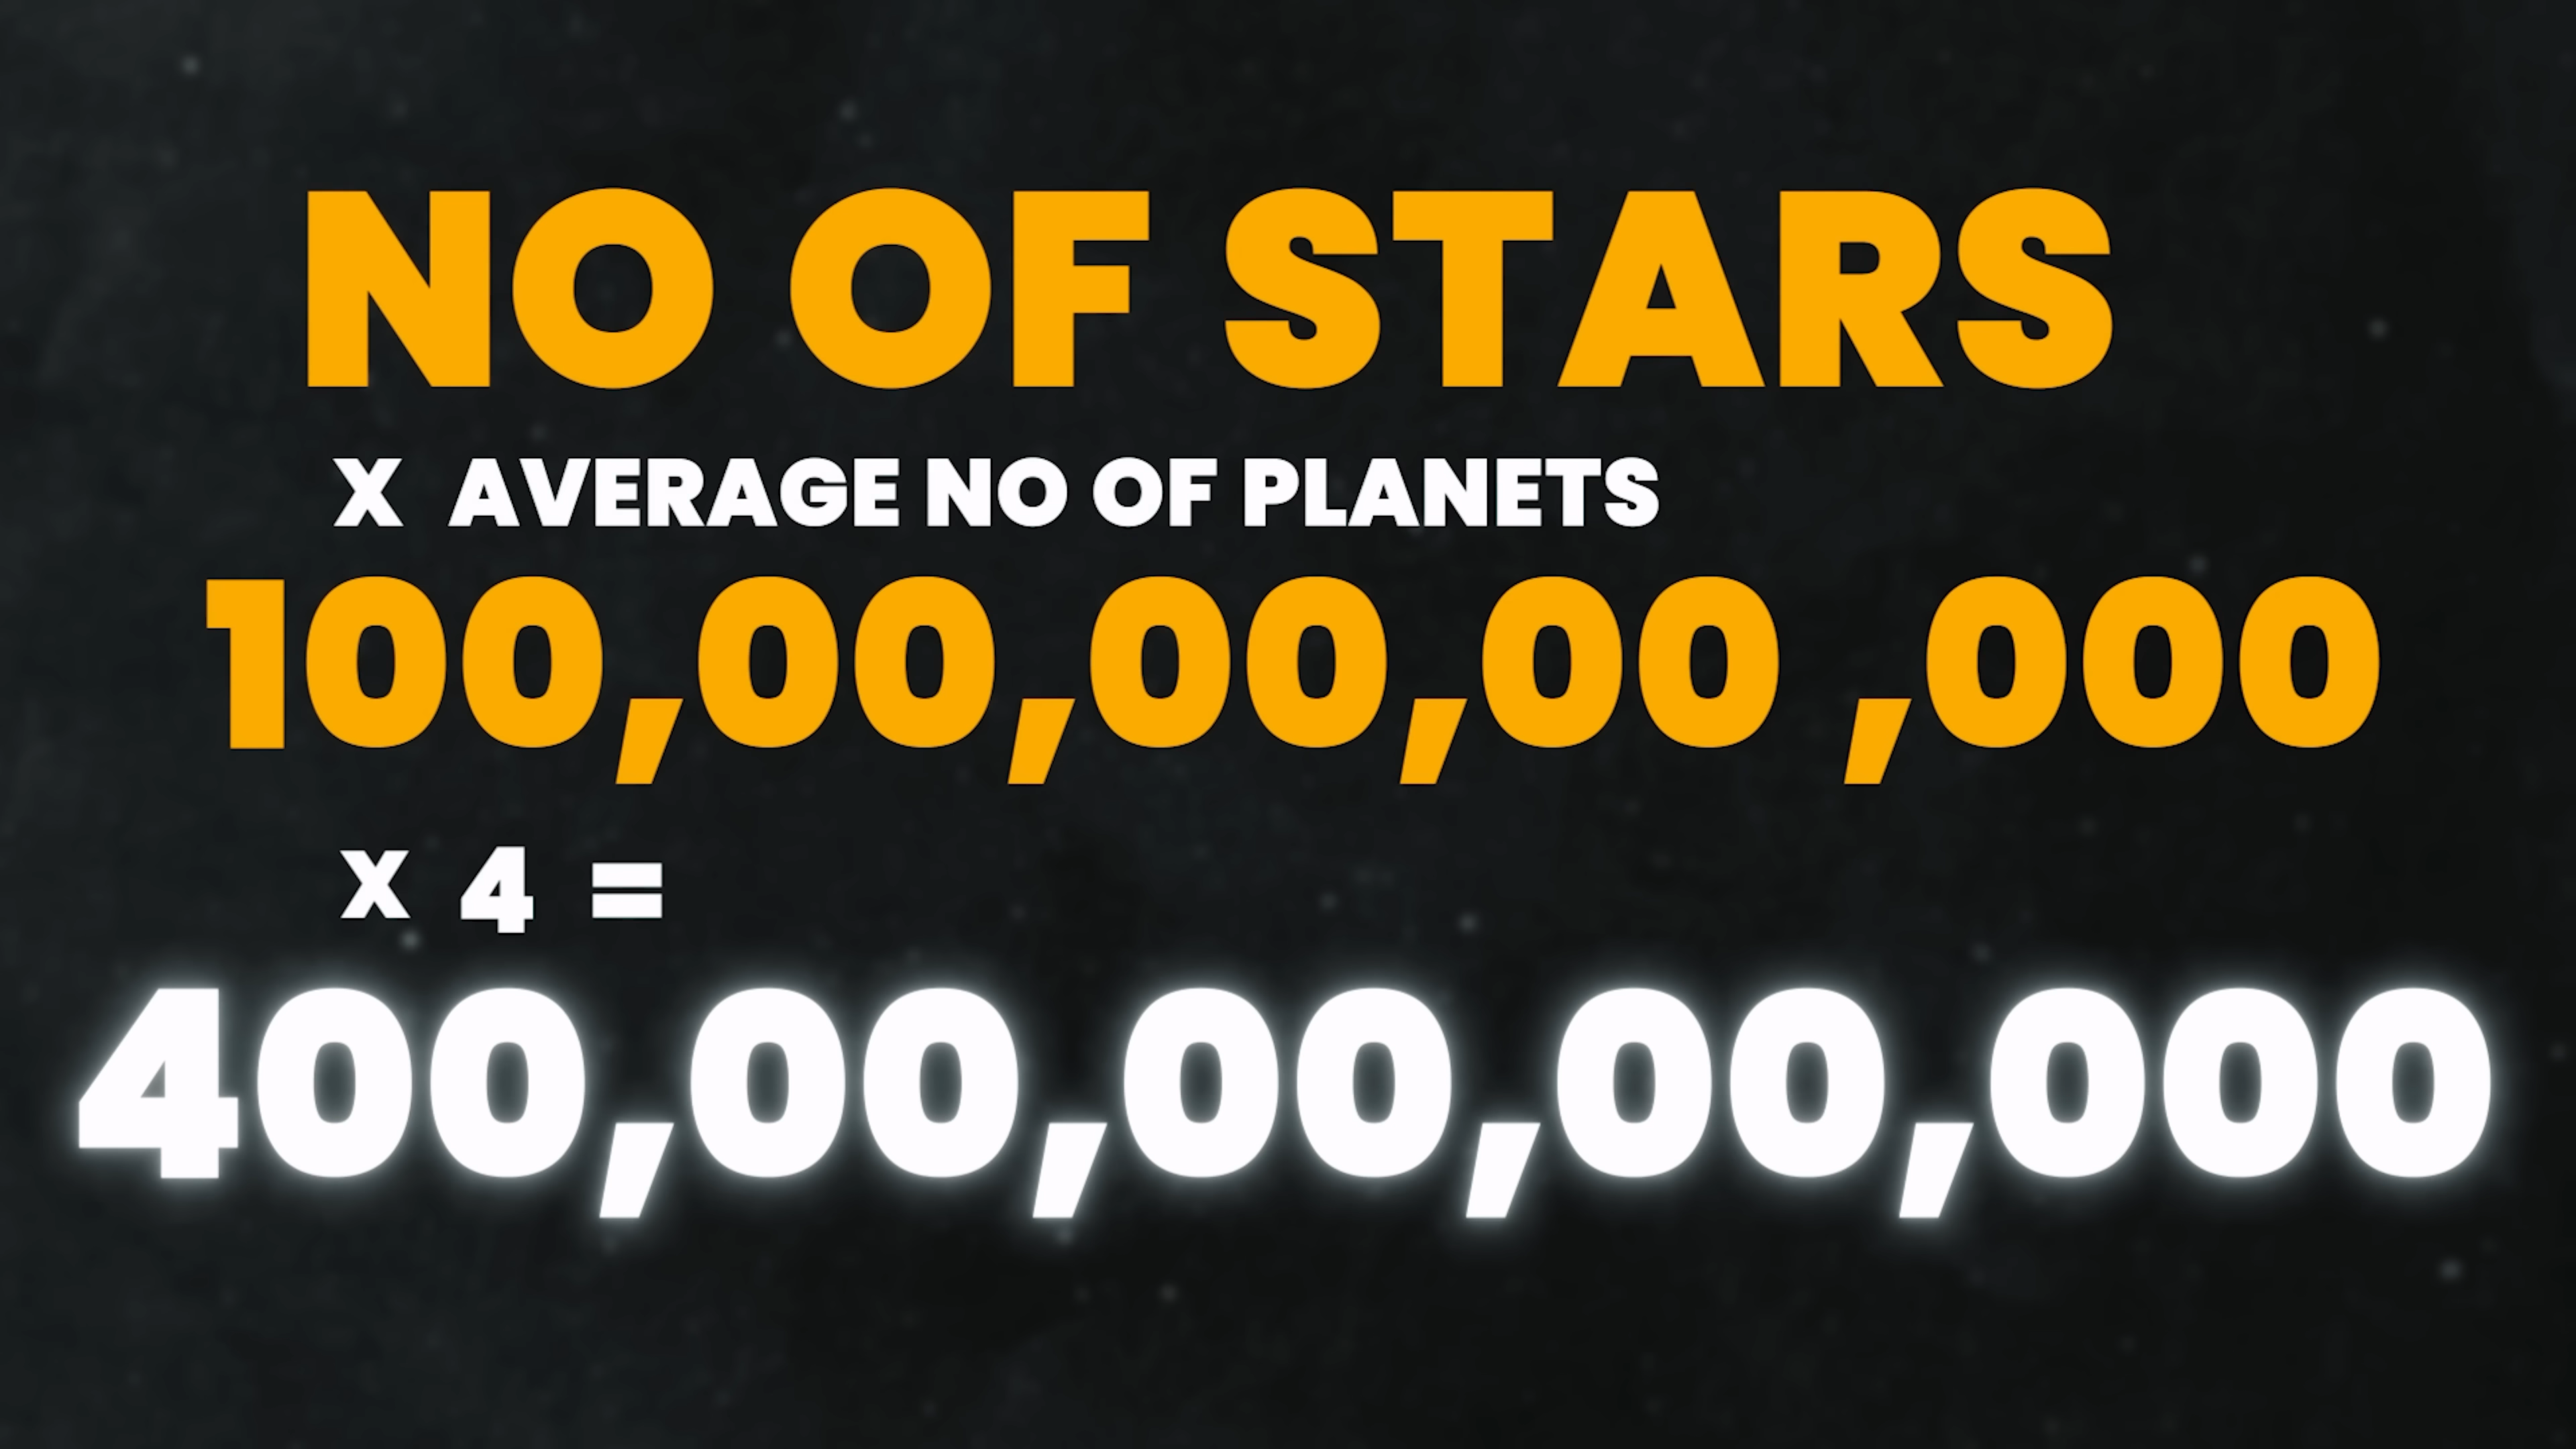 NO OF STARS
X AVERAGE NO OF PLANETS
100,00,00,00 ,000
X 4 =
400,00,00,00,000